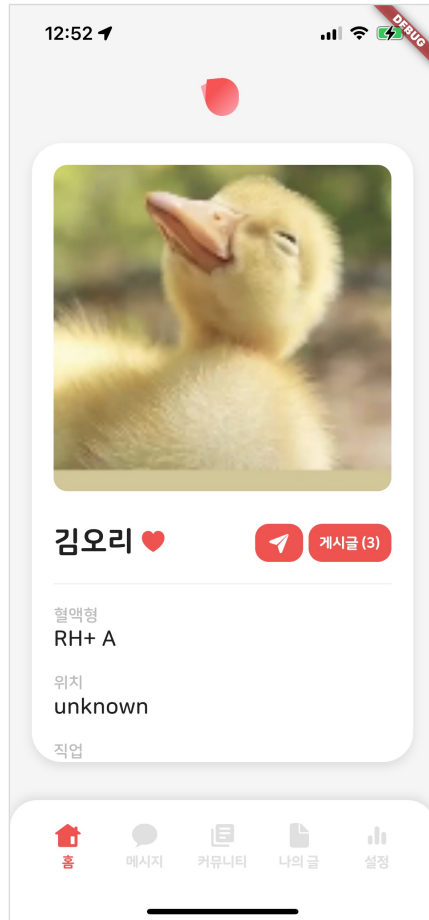 12:52
DEBUG
김오리
게시글 (3)
혈액형
RH+ A
위치
unknown
직업
홈
메시지
커뮤니티
나의 글
설정